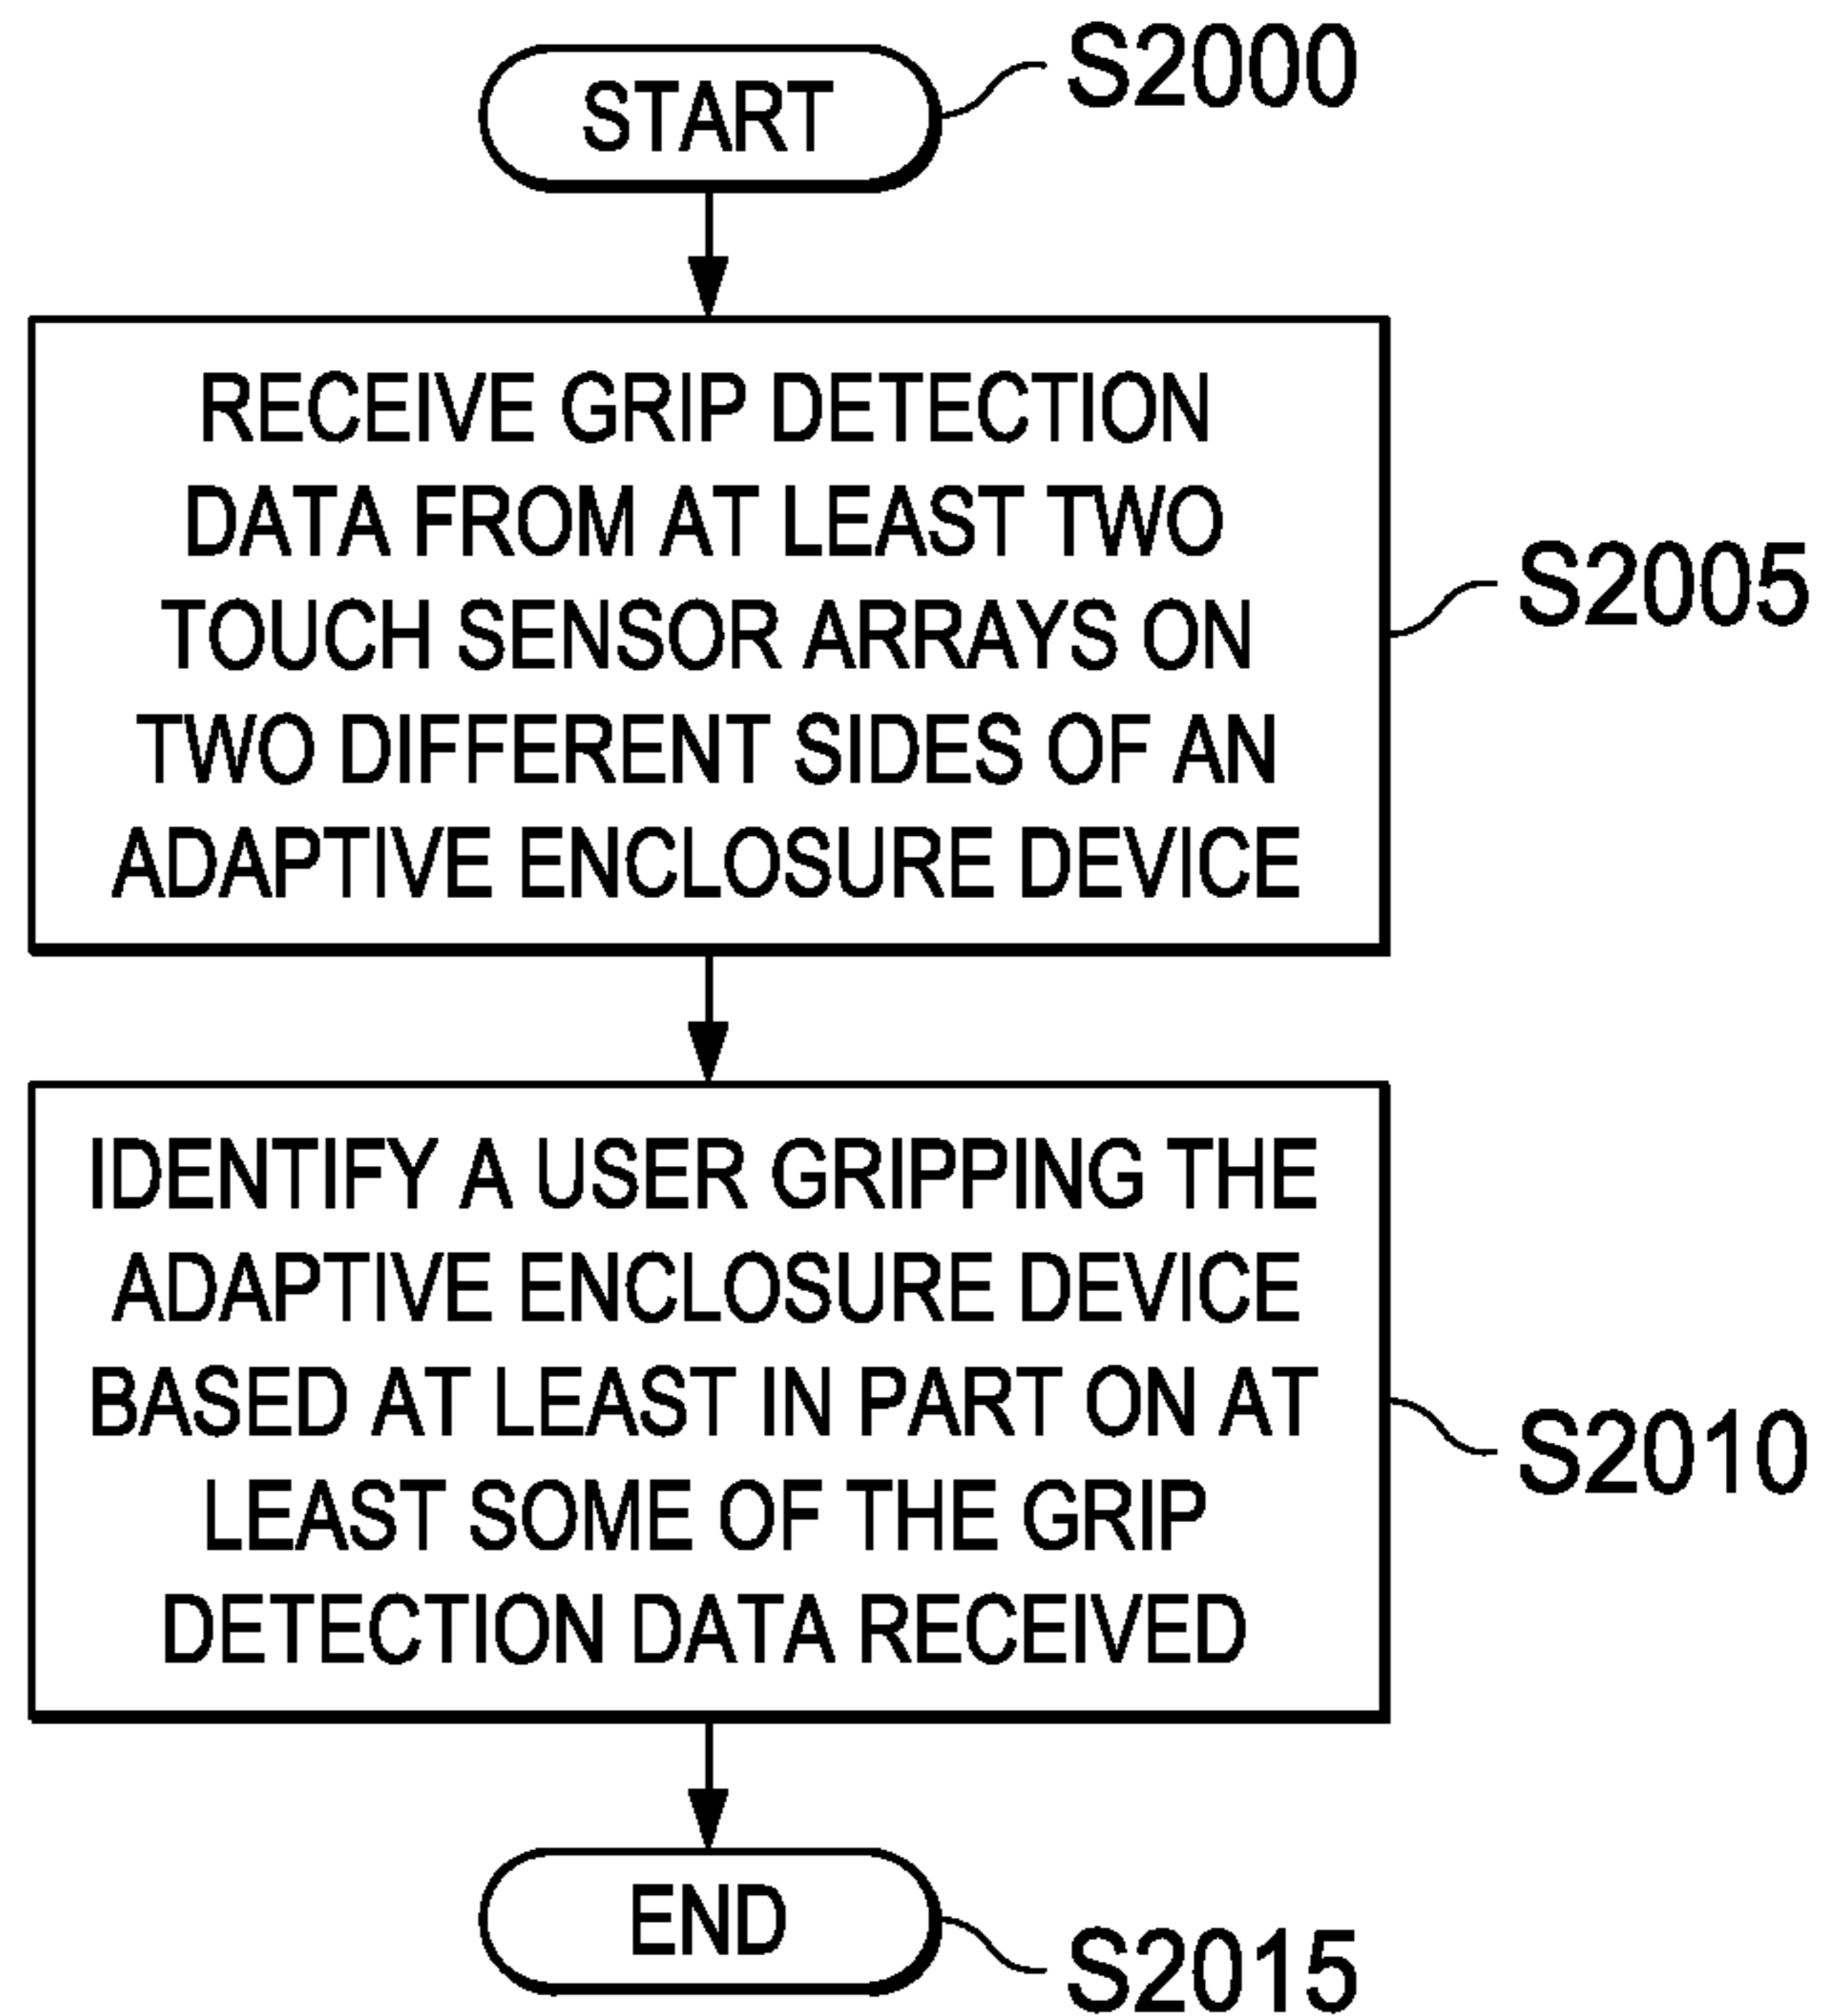 START
S2000
RECEIVE GRIP DETECTION
DATA FROM AT LEAST TWO
TOUCH SENSOR ARRAYS ON
TWO DIFFERENT SIDES OF AN
ADAPTIVE ENCLOSURE DEVICE
S2005
IDENTIFY A USER GRIPPING THE
ADAPTIVE ENCLOSURE DEVICE
BASED AT LEAST IN PART ON AT
LEAST SOME OF THE GRIP
DETECTION DATA RECEIVED
S2010
END
S2015